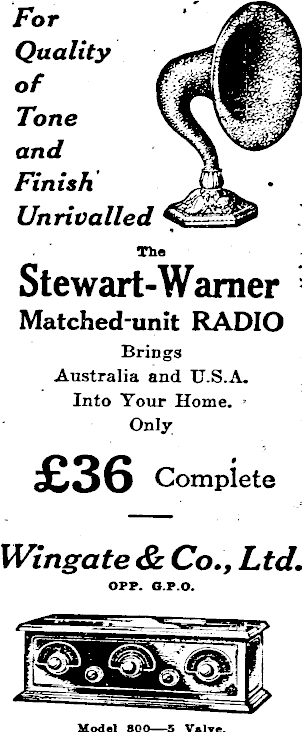 For
Quality
of
Tone
and
Finish
Unrivalled
The
Stewart-Warner
Matched-unit RADIO
Brings
Australia and U.S.A.
Into Your Home.
Only
£36 Complete
Wingate & Co., Ltd.
OPP. G.P.O.
Model 800—5 Valve.